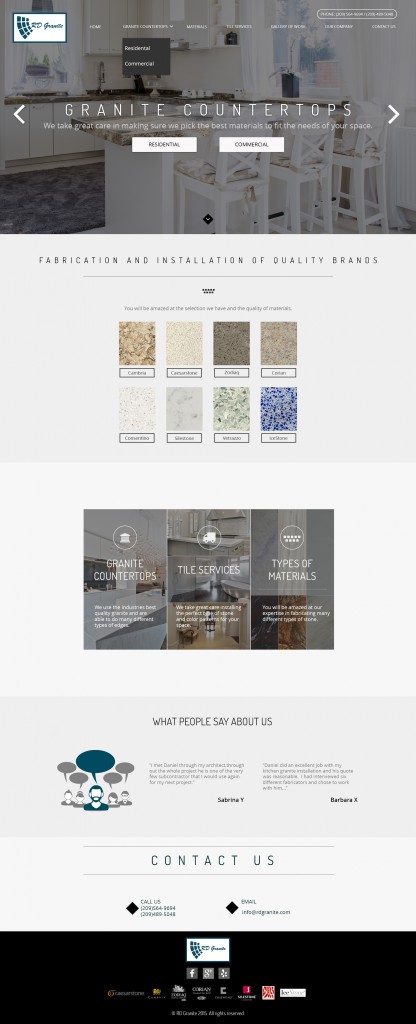 PHONE: (209) 564-9694 | (209) 489-5048
RD Granite
HOME
GRANITE COUNTERTOPS
MATERIALS
TILE SERVICES
GALLERY OF WORK
OUR COMPANY
CONTACT US
Residental
Commercial
GRANITE COUNTERTOPS
We take great care in making sure we pick the best materials to fit the needs of your space.
RESIDENTIAL
COMMERCIAL
FABRICATION AND INSTALLATION OF QUALITY BRANDS
You will be amazed at the selection we have and the quality of materials.
Cambria
Caesarstone
Zodiaq
Corian
Consentino
Silestone
Vetrazzo
IceStone
GRANITE
COUNTERTOPS
We use the industries best
quality granite and are
able to do many different
types of edges.
TILE SERVICES
We take great care installing
the perfect type of stone
and color patterns for your
space.
TYPES OF
MATERIALS
You will be amazed at our
expertise in fabricating many
different types of stone.
WHAT PEOPLE SAY ABOUT US
"I met Daniel through my architect,through
out the whole project he is one of the very
few subcontractor that I would use again
for my next project."
Sabrina Y
"Daniel did an excellent job with my
kitchen granite installation and his quote
was reasonable. I had interviewed six
different fabricators and chose to work
with him..."
Barbara X
CONTACT US
CALL US
(209)564-9694
(209)489-5048
EMAIL
info@rdgranite.com
RD Granite
caesarstone
CAMBRIA
ZODIAQ
CORIAN
COSENTINO
SILESTONE
IceStone
© RD Granite 2015. All rights reserved.